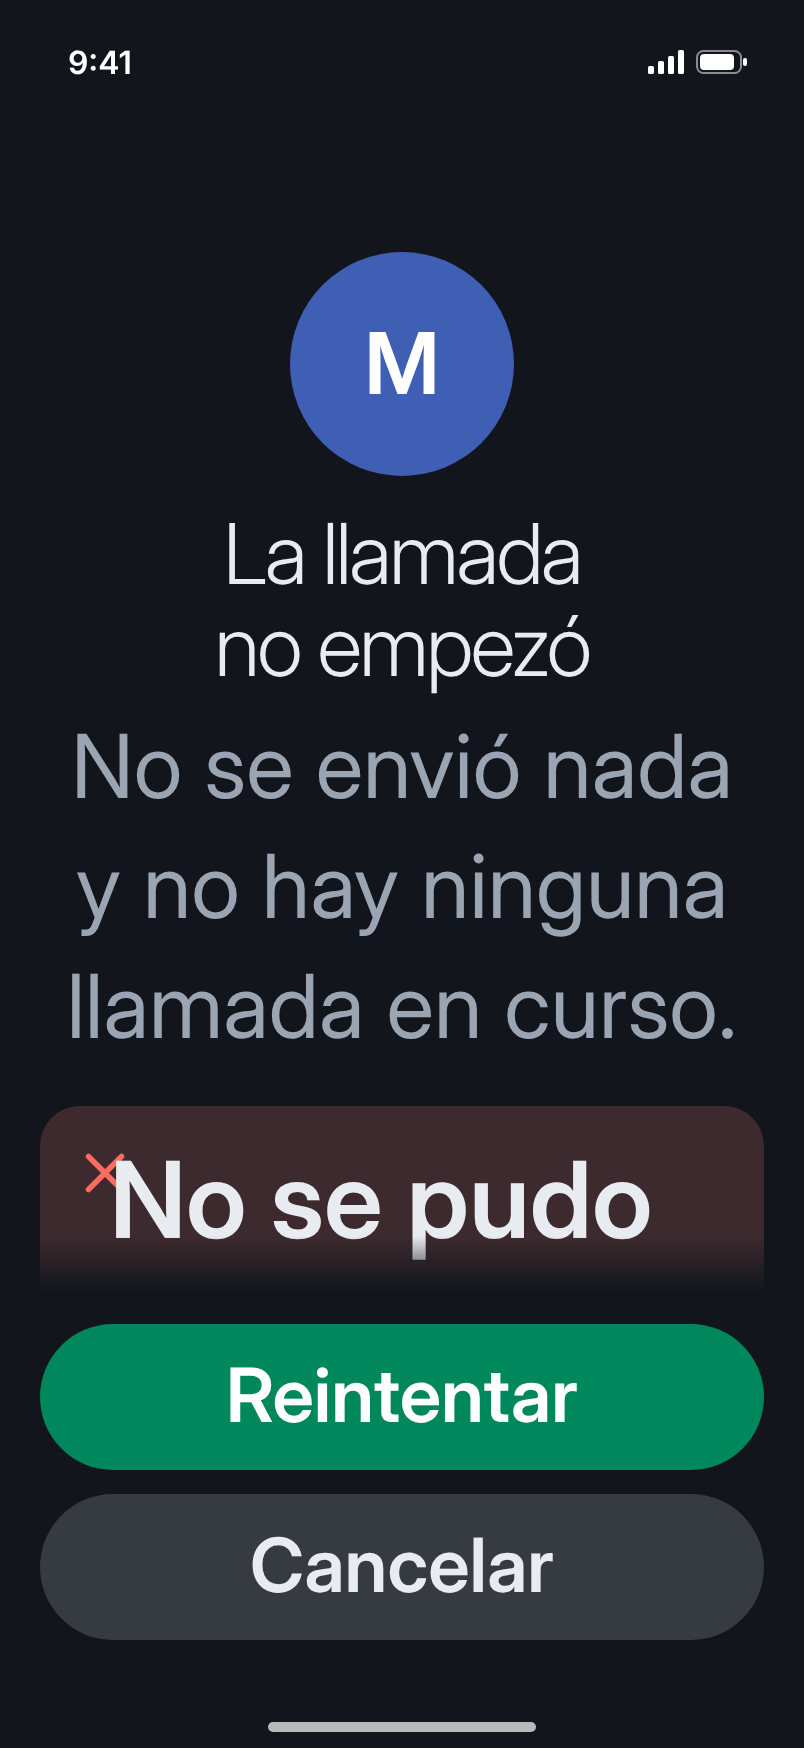 9:41
M
La llamada
no empezó
No se envió nada
y no hay ninguna
llamada en curso.
No se pudo
Reintentar
Cancelar